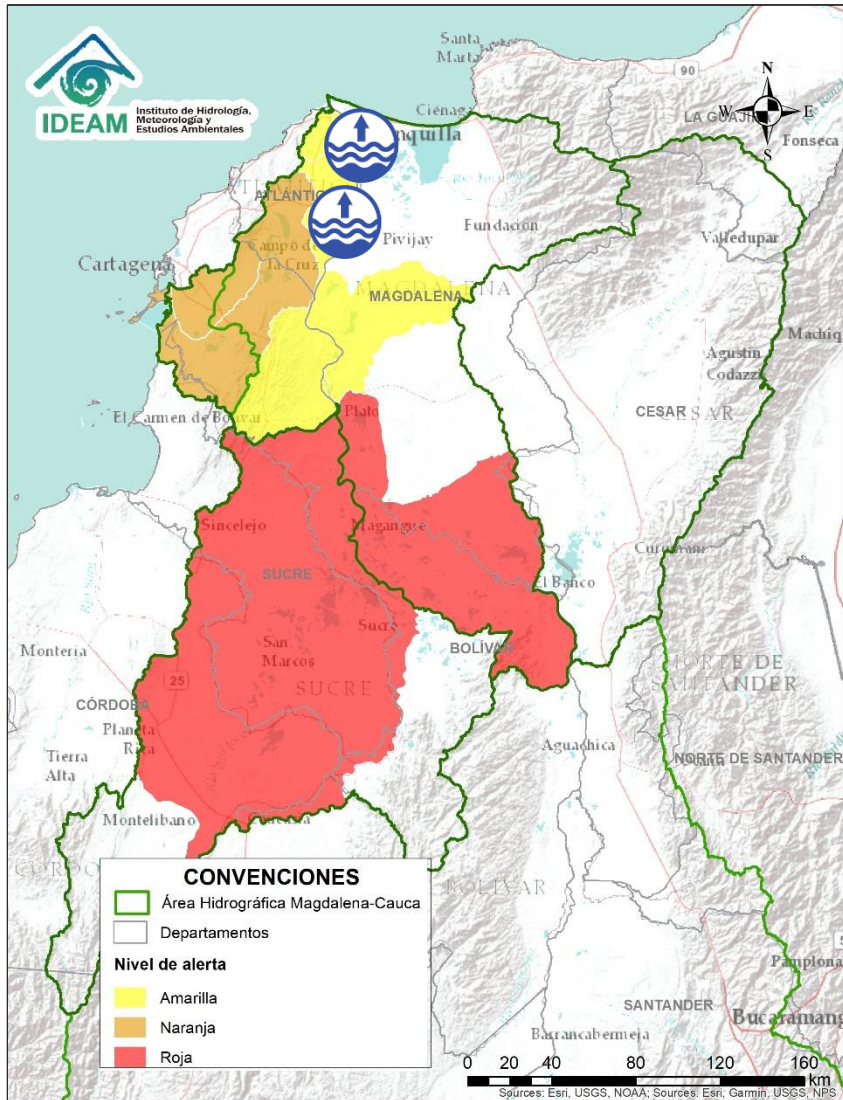 IDEAM
Instituto de Hidrología,
Meteorología y
Estudios Ambientales
Santa
Marta
90
N
W
E
S
LA GUAJIRA
Fonseca
Ciénaga
quilla
ATLÁNTICO
Fundación
Valledupar
Cartagena
Campo de
la Cruz
Pivijay
MAGDALENA
MAGDALENA
Agustín
Codazzi
El Carmen de Bolívar
Plato
CESAR
CESAR
Sincelejo
Magangué
SUCRE
El Banco
Montería
San
Marcos
Sucre
BOLÍVAR
25
SUCRE
NORTE DE
SANTANDER
CÓRDOBA
Planeta
Rica
Tierra
Alta
Aguachica
NORTE DE SANTANDER
Montelíbano
BOLÍVAR
CONVENCIONES
Área Hidrográfica Magdalena-Cauca
Departamentos
Nivel de alerta
Amarilla
Naranja
Roja
Pamplona
SANTANDER
Bucaramang
Barrancabermeja
0 20 40 80 120 160
km
Sources: Esri, USGS, NOAA; Sources: Esri, Garmin, USGS, NPS